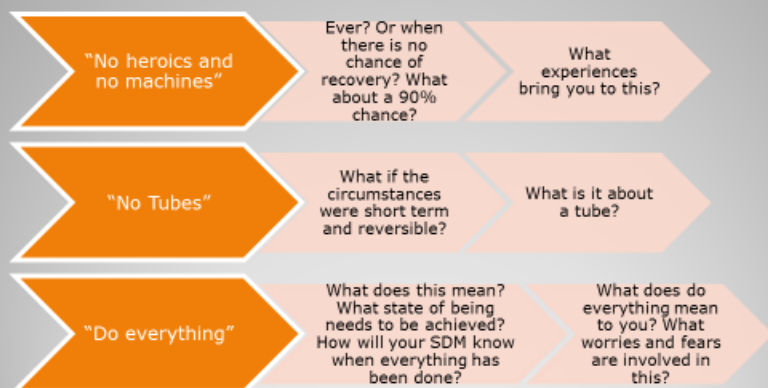 “No heroics and
no machines”
Ever? Or when
there is no
chance of
recovery? What
about a 90%
chance?
What
experiences
bring you to this?
“No Tubes”
What if the
circumstances
were short term
and reversible?
What is it about
a tube?
“Do everything”
What does this mean?
What state of being
needs to be achieved?
How will your SDM know
when everything has
been done?
What does do
everything mean
to you? What
worries and fears
are involved in
this?